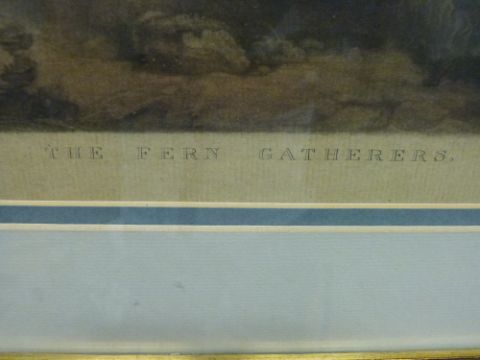 THE FERN GATHERERS.